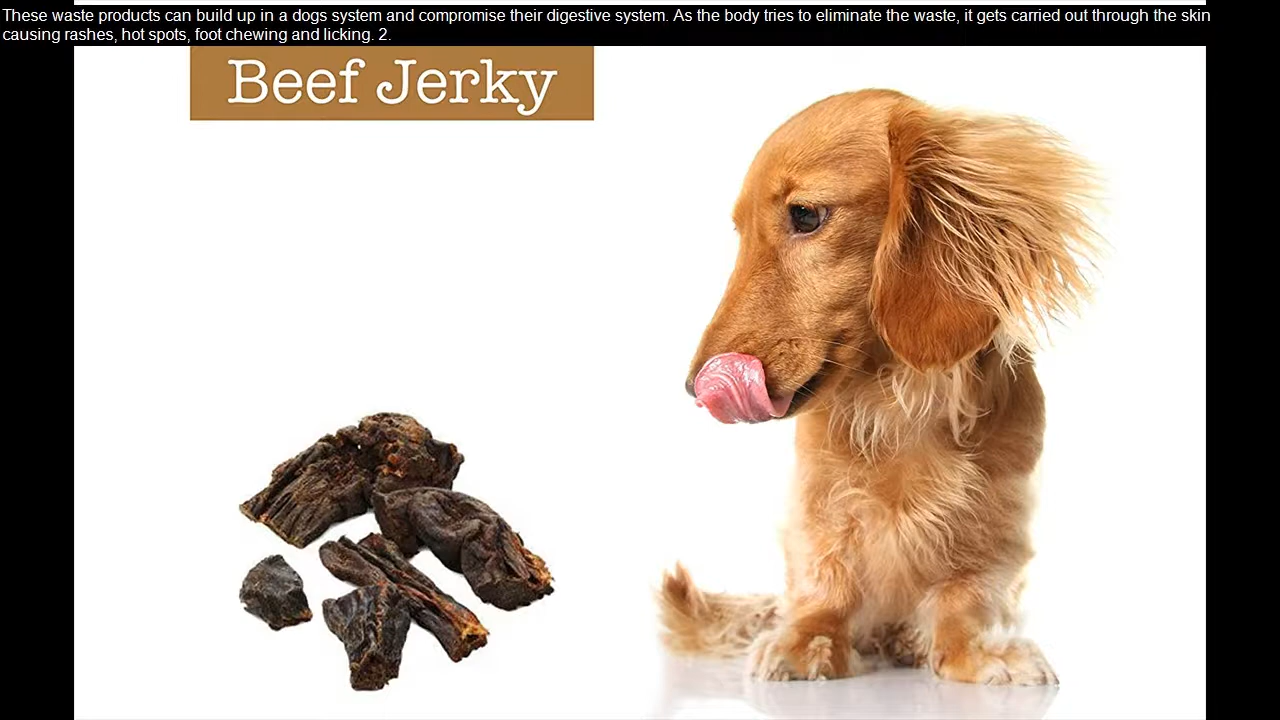 These waste products can build up in a dogs system and compromise their digestive system. As the body tries to eliminate the waste, it gets carried out through the skin
causing rashes, hot spots, foot chewing and licking. 2.
Beef Jerky